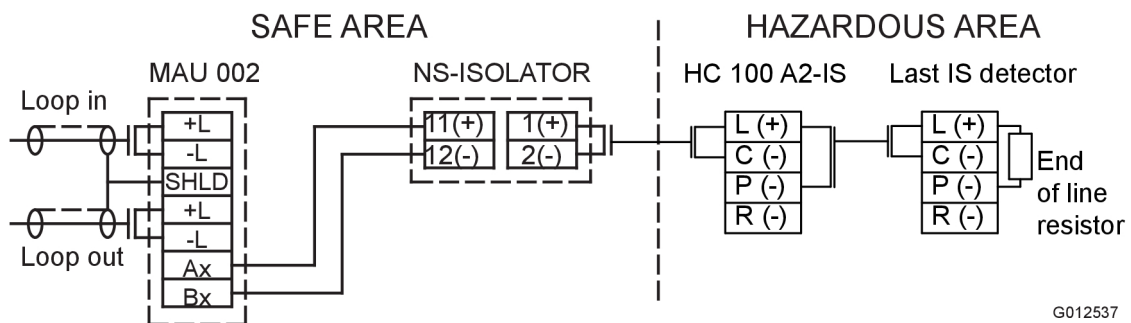 SAFE AREA
HAZARDOUS AREA
MAU 002
NS-ISOLATOR
HC 100 A2-IS
Last IS detector
Loop in
+L
-L
SHLD
+L
-L
Ax
Bx
Loop out
11(+)
12(-)
1(+)
2(-)
L (+)
C (-)
P (-)
R (-)
L (+)
C (-)
P (-)
R (-)
End
of line
resistor
G012537